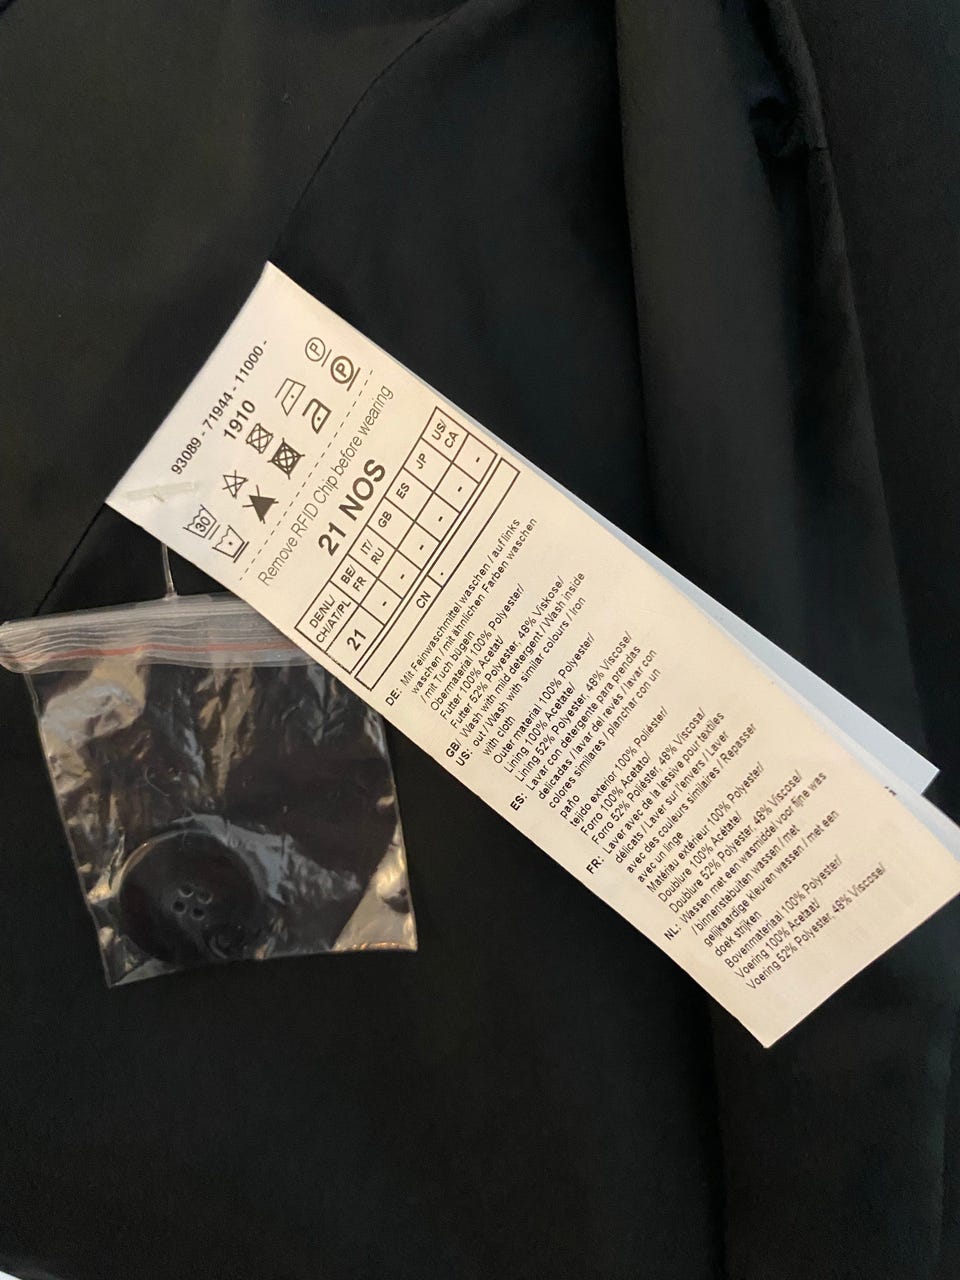 93089 - 71944 - 11000 -
1910
30
P
P
a
Remove RFID Chip before wearing
21 NOS
DE/NL/
CH/AT/PL
BE/
FR
IT/
RU
GB
ES
JP
US/
CA
21
-
-
-
-
-
-
CN
-
DE: Mit Feinwaschmittel waschen / auf links
waschen / mit ähnlichen Farben waschen
/ mit Tuch bügeln
Obermaterial 100% Polyester/
Futter 100% Acetat/
Futter 52% Polyester, 48% Viskose/
GB/
US:
Wash with mild detergent / Wash inside
out / Wash with similar colours / Iron
with cloth
Outer material 100% Polyester/
Lining 100% Acetate/
Lining 52% Polyester, 48% Viscose/
ES: Lavar con detergente para prendas
delicadas / lavar del revés / lavar con
colores similares / planchar con un
paño
tejido exterior 100% Poliéster/
Forro 100% Acetato/
Forro 52% Poliéster, 48% Viscosa/
FR: Laver avec de la lessive pour textiles
délicats / Laver sur l'envers / Laver
avec des couleurs similaires / Repasser
avec un linge
Matériau extérieur 100% Polyester/
Doublure 100% Acétate/
Doublure 52% Polyester, 48% Viscose/
NL: Wassen met een wasmiddel voor fijne was
/ binnenstebuiten wassen / met
gelijkaardige kleuren wassen / met een
doek strijken
Bovenmateriaal 100% Polyester/
Voering 100% Acetaat/
Voering 52% Polyester, 48% Viscose/